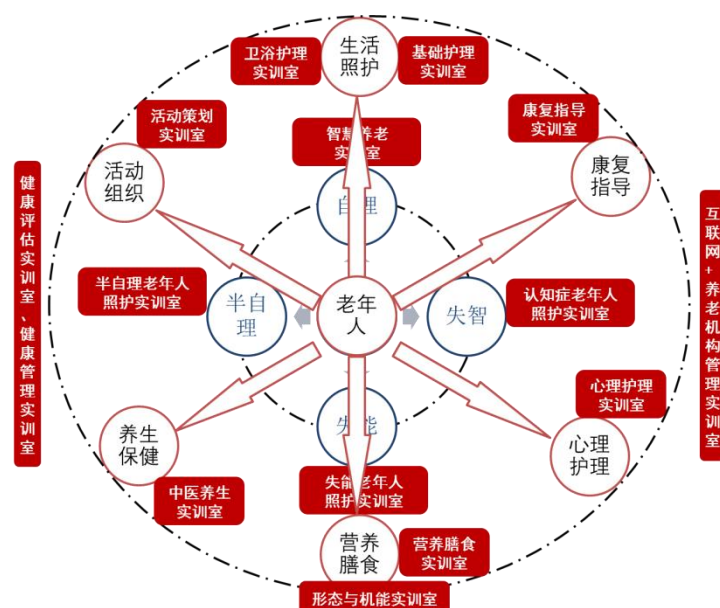 卫浴护理
实训室
生活
照护
基础护理
实训室
活动策划
实训室
康复指导
实训室
智慧养老
实训室
活动
组织
康复
指导
自理
健康评估实训室、健康管理实训室
互联网+养老机构管理实训室
半自理老年人
照护实训室
半自
理
老年
人
失智
认知症老年人
照护实训室
心理护理
实训室
养生
保健
失能
心理
护理
中医养生
实训室
失能老年人
照护实训室
营养
膳食
营养膳食
实训室
形态与机能实训室